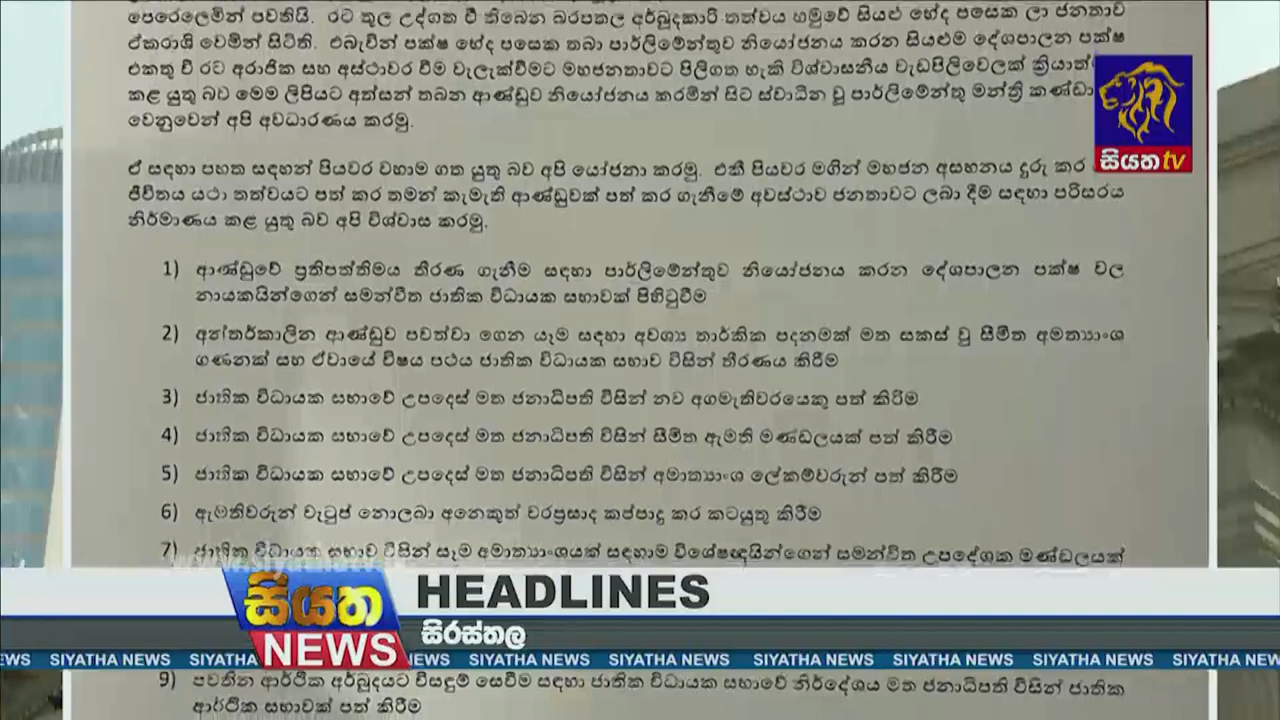 පෙරෙලෙමින් පවතියි. රට තුල උද්ගත වී තිබෙන බරපතල අර්බුදකාරී තත්වය හමුවේ සියළු භේද පසෙක ලා ජනතාව
ඒකරාශි වෙමින් සිටිති. එබැවින් පක්ෂ භේද පසෙක තබා පාර්ලිමේන්තුව නියෝජනය කරන සියළුම දේශපාලන පක්ෂ
එකතු වී රට අරාජික සහ අස්ථාවර වීම වැලැක්වීමට මහජනතාවට පිලිගත හැකි විශ්වාසනීය වැඩපිලිවෙලක්
කළ යුතු බව මෙම ලිපියට අත්සන් තබන ආණ්ඩුව නියෝජනය කරමින් සිට ස්වාධීන වූ පාර්ලිමේන්තු මන්ත්‍රී
වෙනුවෙන් අපි අවධාරණය කරමු.
ඒ සඳහා පහත සඳහන් පියවර වහාම ගත යුතු බව අපි යෝජනා කරමු. එකී පියවර මගින් මහජන අසහනය දුරු කර
ජීවිතය යථා තත්වයට පත් කර තමන් කැමැති ආණ්ඩුවක් පත් කර ගැනීමේ අවස්ථාව ජනතාවට ලබා දීම සඳහා පරිසරය
නිර්මාණය කළ යුතු බව අපි විශ්වාස කරමු.
1) ආණ්ඩුවේ ප්‍රතිපත්තිමය තීරණ ගැනීම සඳහා පාර්ලිමේන්තුව නියෝජනය කරන දේශපාලන පක්ෂ වල
නායකයින්ගෙන් සමන්විත ජාතික විධායක සභාවක් පිහිටුවීම
2) අන්තර්කාලීන ආණ්ඩුව පවත්වා ගෙන යෑම සඳහා අවශ්‍ය තාර්කික පදනමක් මත සකස් වූ සීමිත අමාත්‍යාංශ
ගණනක් සහ ඒවායේ විෂය පථය ජාතික විධායක සභාව විසින් තීරණය කිරීම
3) ජාතික විධායක සභාවේ උපදෙස් මත ජනාධිපති විසින් නව අගමැතිවරයෙකු පත් කිරීම
4) ජාතික විධායක සභාවේ උපදෙස් මත ජනාධිපති විසින් සීමිත ඇමති මණ්ඩලයක් පත් කිරීම
5) ජාතික විධායක සභාවේ උපදෙස් මත ජනාධිපති විසින් අමාත්‍යාංශ ලේකම්වරුන් පත් කිරීම
6) ඇමතිවරුන් වැටුප් නොලබා අනෙකුත් වරප්‍රසාද කප්පාදු කර කටයුතු කිරීම
7) ජාතික විධායක සභාව විසින් සෑම අමාත්‍යාංශයක් සඳහාම විශේෂඥයින්ගෙන් සමන්විත උපදේශක මණ්ඩලයක්
සියත tv
සියත NEWS
HEADLINES
සිරස්තල
SIYATHA NEWS SIYATHA NEWS SIYATHA NEWS SIYATHA NEWS SIYATHA NEWS SIYATHA NEWS
9) පවතින ආර්ථික අර්බුදයට විසඳුම් සෙවීම සඳහා ජාතික විධායක සභාවේ නිර්දේශය මත ජනාධිපති විසින් ජාතික
ආර්ථික සභාවක් පත් කිරීම